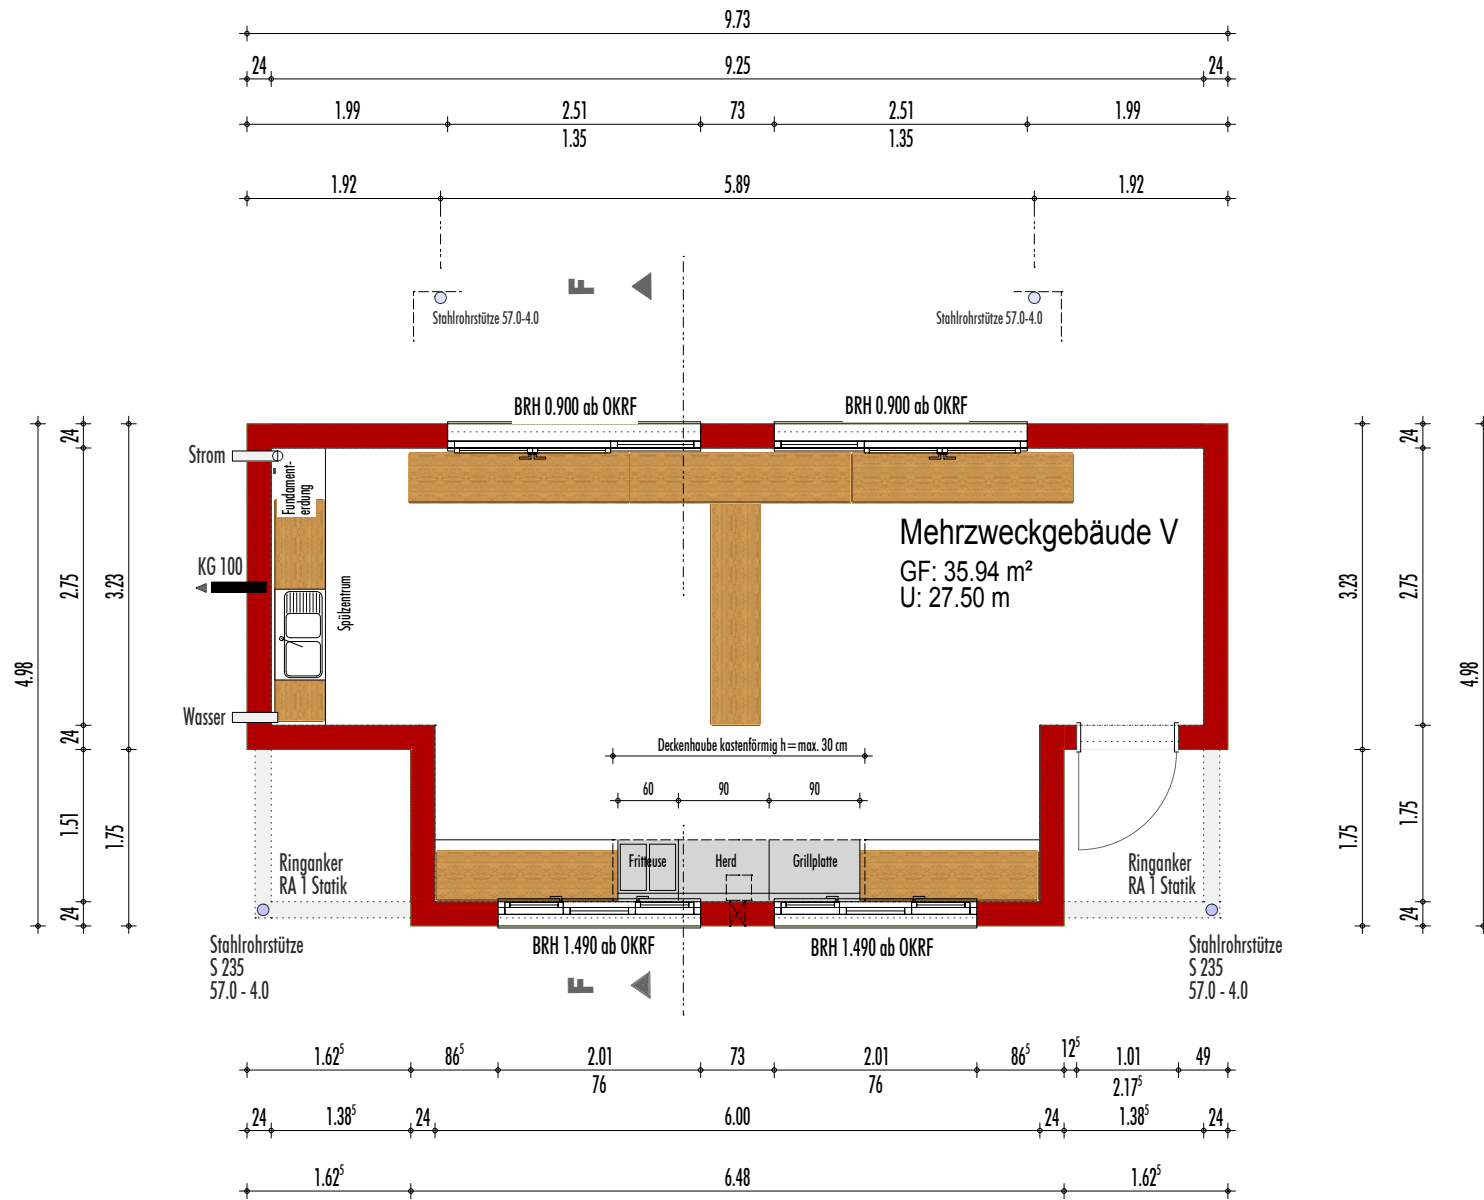 9.73
24 9.25 24
1.99 2.51 73 2.51 1.99
1.35 1.35
1.92 5.89 1.92
F
Stahlrohrstütze 57.0-4.0
Stahlrohrstütze 57.0-4.0
BRH 0.900 ab OKRF
BRH 0.900 ab OKRF
Strom
Fundament-
erdung
KG 100
Spülzentrum
Wasser
Mehrzweckgebäude V
GF: 35.94 m²
U: 27.50 m
4.98
24
2.75
24
1.51
24
3.23
1.75
3.23
1.75
24
2.75
1.75
24
4.98
Deckenhaube kastenförmig h=max. 30 cm
60 90 90
Fritteuse Herd Grillplatte
Ringanker
RA 1 Statik
Ringanker
RA 1 Statik
Stahlrohrstütze
S 235
57.0 - 4.0
BRH 1.490 ab OKRF
BRH 1.490 ab OKRF
Stahlrohrstütze
S 235
57.0 - 4.0
F
1.62⁵ 86⁵ 2.01 73 2.01 86⁵ 12⁵ 1.01 49
76 76 2.17⁵
24 1.38⁵ 24 6.00 24 1.38⁵ 24
1.62⁵ 6.48 1.62⁵